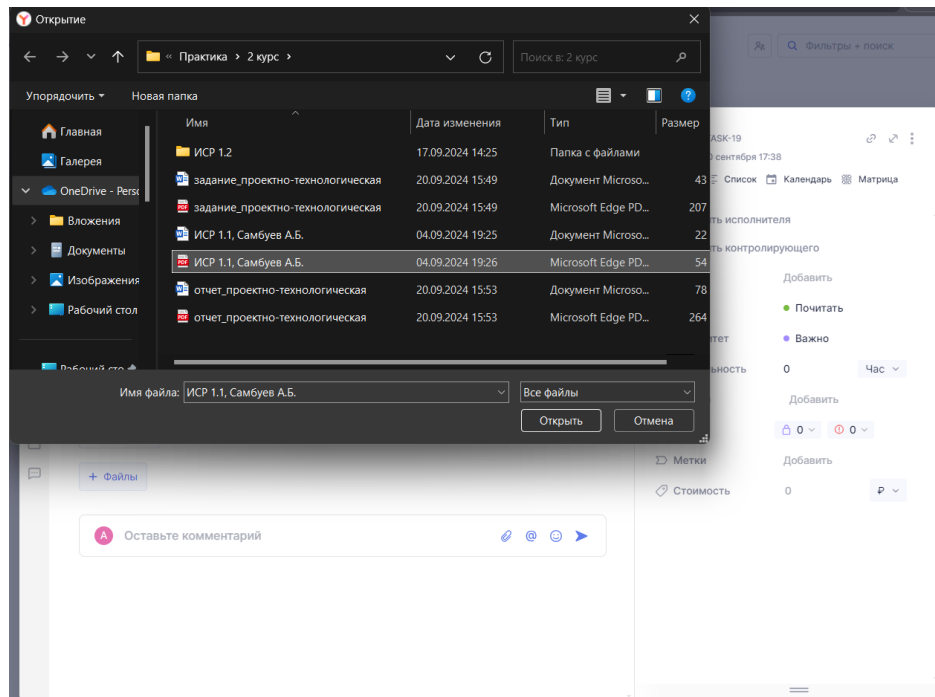 Открытие
« Практика › 2 курс ›
Поиск в: 2 курс
Фильтры + поиск
Упорядочить
Новая папка
Имя Дата изменения Тип Размер
Главная
Галерея
OneDrive - Perso
Вложения
Документы
Изображения
Рабочий стол
ИСР 1.2 17.09.2024 14:25 Папка с файлами
задание_проектно-технологическая 20.09.2024 15:49 Документ Microso... 43
задание_проектно-технологическая 20.09.2024 15:49 Microsoft Edge PD... 207
ИСР 1.1, Самбуев А.Б. 04.09.2024 19:25 Документ Microso... 22
ИСР 1.1, Самбуев А.Б. 04.09.2024 19:26 Microsoft Edge PD... 54
отчет_проектно-технологическая 20.09.2024 15:53 Документ Microso... 78
отчет_проектно-технологическая 20.09.2024 15:53 Microsoft Edge PD... 264
Имя файла: ИСР 1.1, Самбуев А.Б.
Все файлы
Открыть Отмена
ASK-19
сентября 17:38
Список Календарь Матрица
ть исполнителя
ть контролирующего
Добавить
Почитать
тет Важно
ьность 0 Час
Добавить
0 0
Метки Добавить
Стоимость 0 ₽
+ Файлы
А Оставьте комментарий